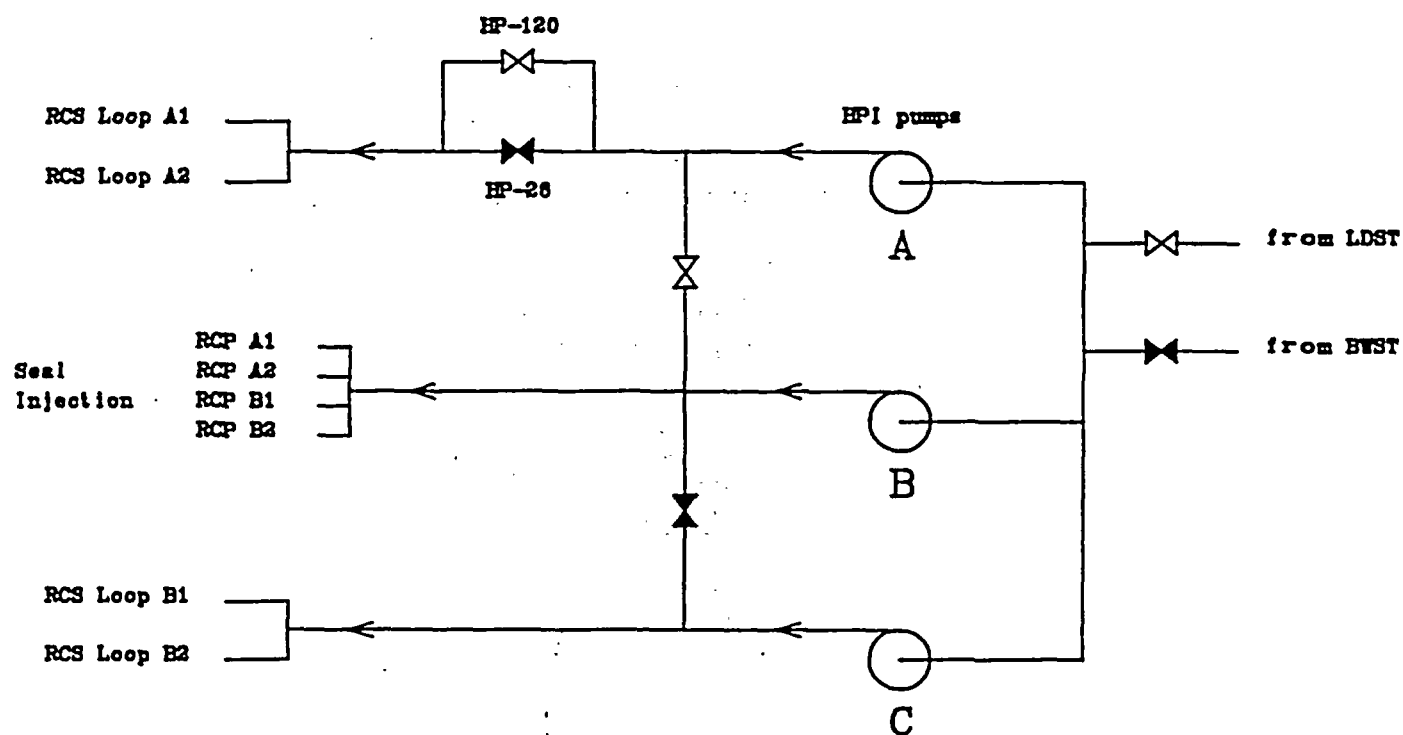 HP-120
RCS Loop A1
HPI pumps
RCS Loop A2
HP-26
A
from LDST
from BWST
RCP A1
RCP A2
Seal
Injection
RCP B1
RCP B2
B
RCS Loop B1
RCS Loop B2
C